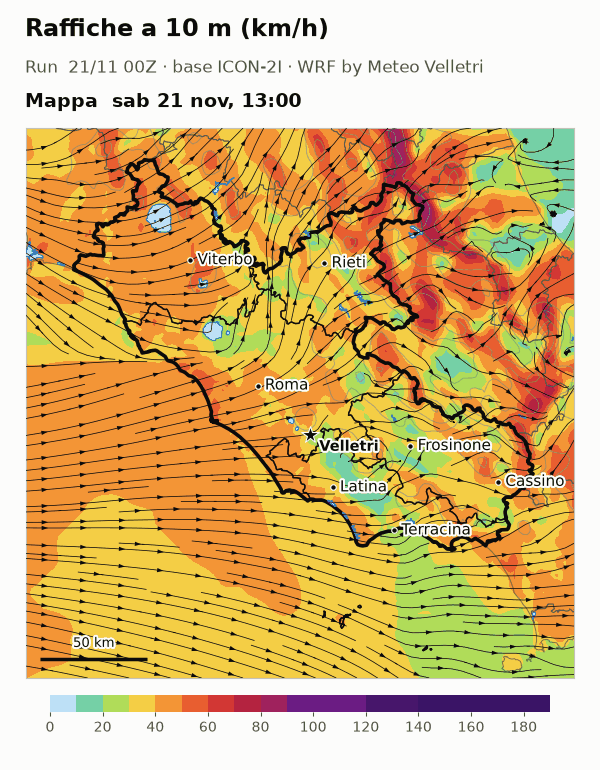 Raffiche a 10 m (km/h)
Run  21/11 00Z · base ICON-2I · WRF by Meteo Velletri
Mappa  sab 21 nov, 13:00
Viterbo
Rieti
Roma
Velletri
Frosinone
Latina
Cassino
Terracina
50 km
0 20 40 60 80 100 120 140 160 180